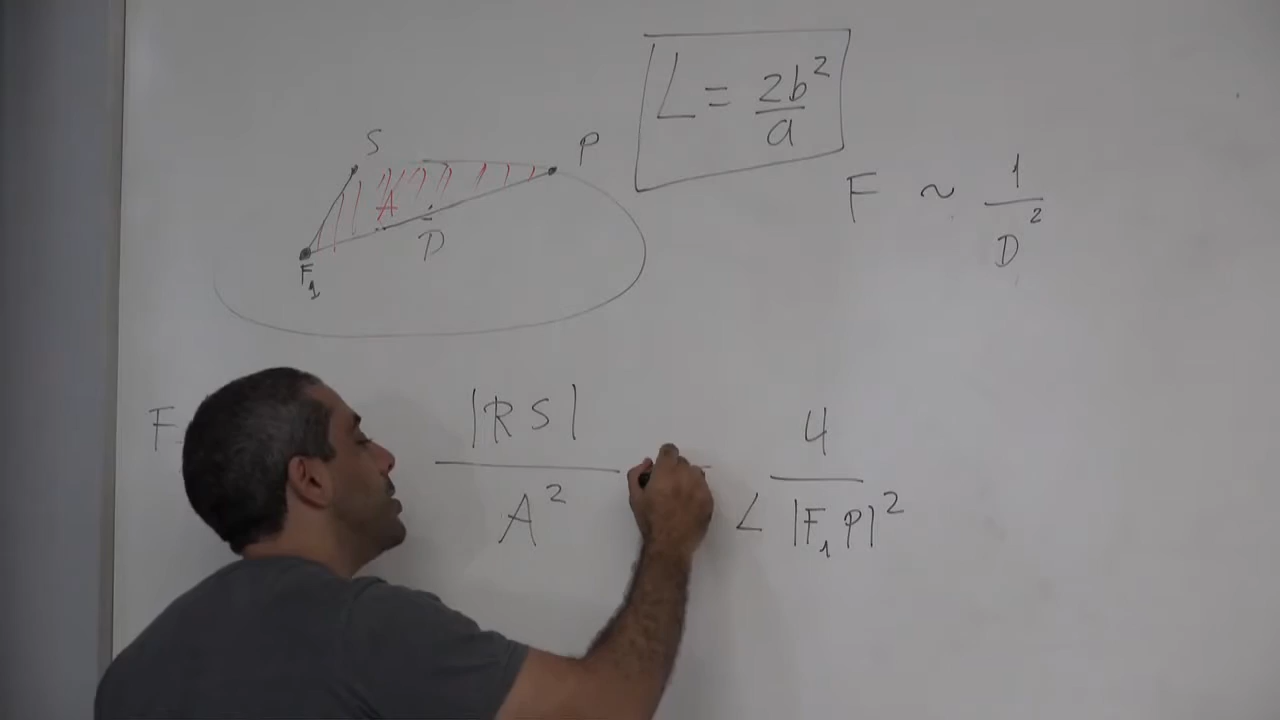 L = 2b²/a
S
P
F ~ 1/D²
A
D
F₁
F
|RS|/A²
4/(L |F₁P|²)